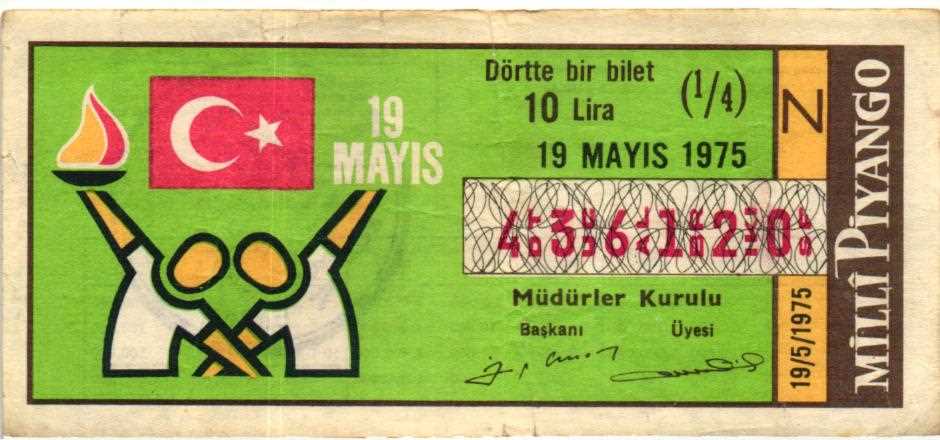 19
MAYIS
Dörtte bir bilet
10 Lira
(1/4)
19 MAYIS 1975
436120
Müdürler Kurulu
Başkanı Üyesi
Z
19/5/1975
MİLLÎ PİYANGO